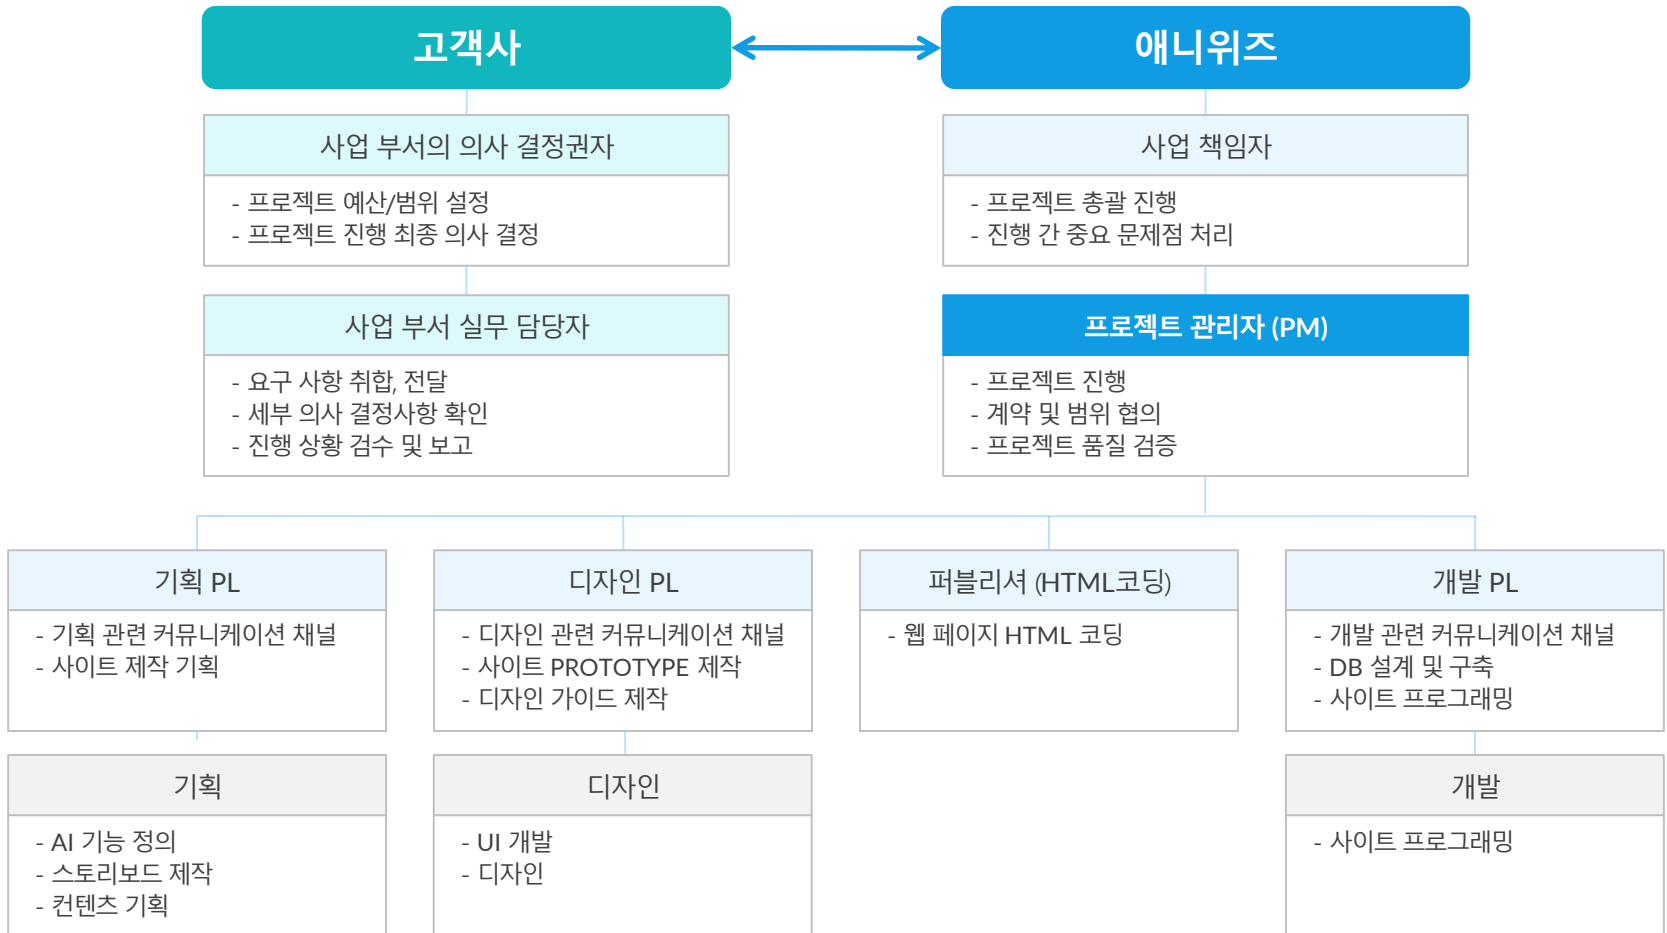 고객사
애니위즈
사업 부서의 의사 결정권자
- 프로젝트 예산/범위 설정
- 프로젝트 진행 최종 의사 결정
사업 책임자
- 프로젝트 총괄 진행
- 진행 간 중요 문제점 처리
사업 부서 실무 담당자
- 요구 사항 취합, 전달
- 세부 의사 결정사항 확인
- 진행 상황 검수 및 보고
프로젝트 관리자 (PM)
- 프로젝트 진행
- 계약 및 범위 협의
- 프로젝트 품질 검증
기획 PL
- 기획 관련 커뮤니케이션 채널
- 사이트 제작 기획
디자인 PL
- 디자인 관련 커뮤니케이션 채널
- 사이트 PROTOTYPE 제작
- 디자인 가이드 제작
퍼블리셔 (HTML코딩)
- 웹 페이지 HTML 코딩
개발 PL
- 개발 관련 커뮤니케이션 채널
- DB 설계 및 구축
- 사이트 프로그래밍
기획
- AI 기능 정의
- 스토리보드 제작
- 컨텐츠 기획
디자인
- UI 개발
- 디자인
개발
- 사이트 프로그래밍